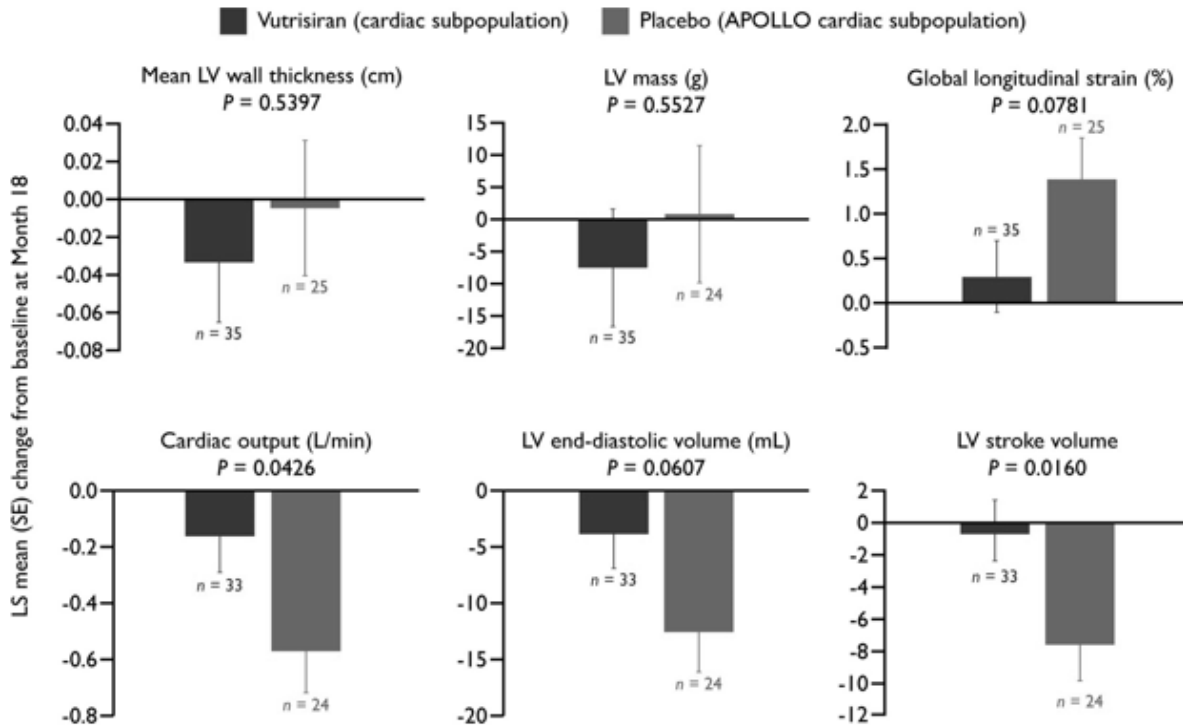 Vutrisiran (cardiac subpopulation) Placebo (APOLLO cardiac subpopulation)
LS mean (SE) change from baseline at Month 18
Mean LV wall thickness (cm)
P = 0.5397
0.04
0.02
0.00
-0.02
-0.04
-0.06
-0.08
n = 35
n = 25
LV mass (g)
P = 0.5527
15
10
5
0
-5
-10
-15
-20
n = 35
n = 24
Global longitudinal strain (%)
P = 0.0781
2.0
1.5
1.0
0.5
0.0
-0.5
n = 35
n = 25
Cardiac output (L/min)
P = 0.0426
0.0
-0.2
-0.4
-0.6
-0.8
n = 33
n = 24
LV end-diastolic volume (mL)
P = 0.0607
0
-5
-10
-15
-20
n = 33
n = 24
LV stroke volume
P = 0.0160
2
0
-2
-4
-6
-8
-10
-12
n = 33
n = 24